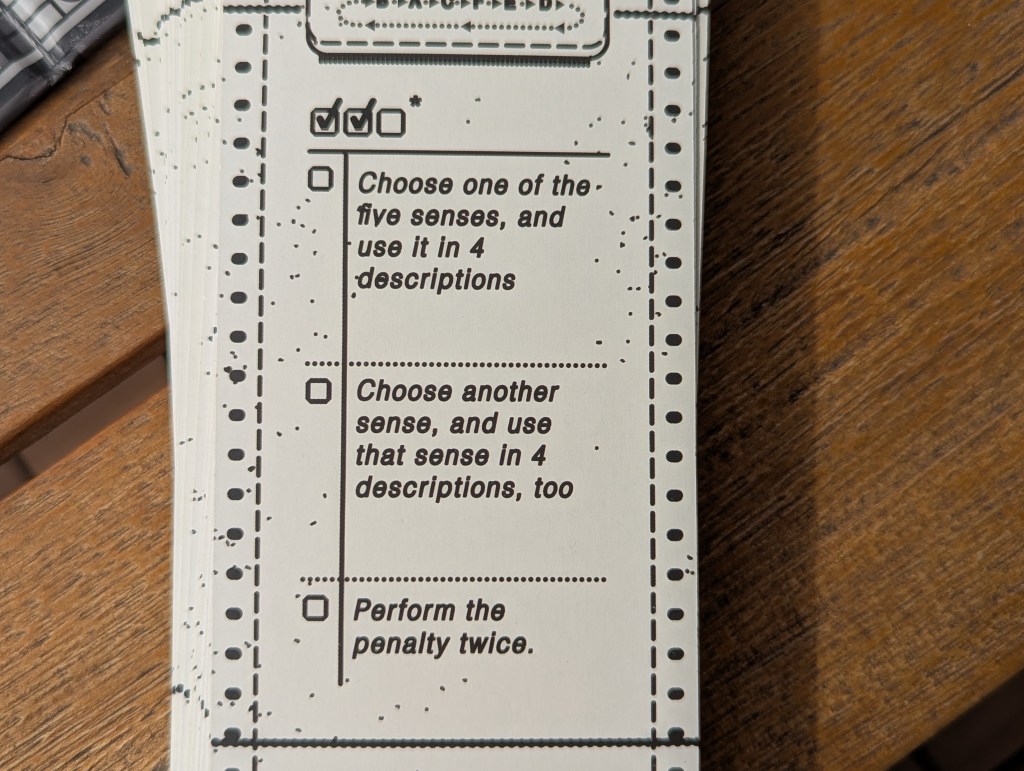 B A C F E D
*
Choose one of the
five senses, and
use it in 4
descriptions
Choose another
sense, and use
that sense in 4
descriptions, too
Perform the
penalty twice.